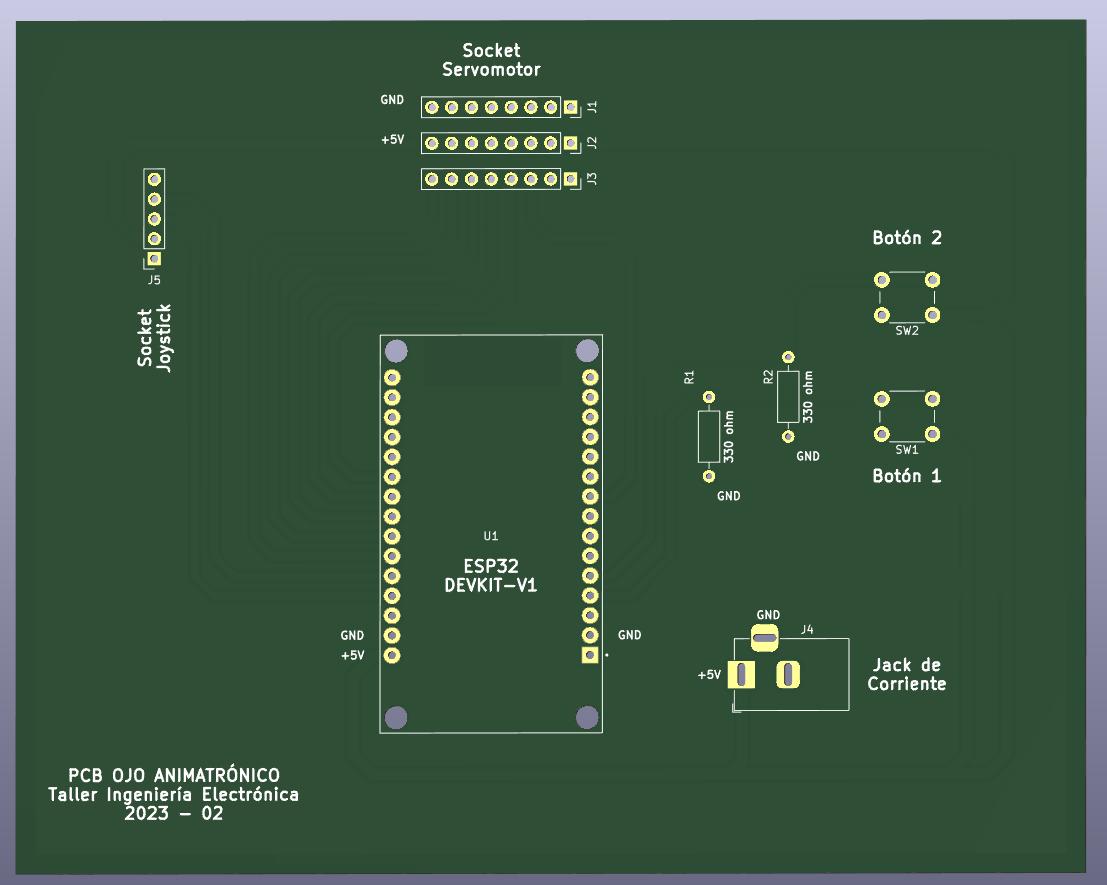 Socket
Servomotor
GND
J1
+5V
J2
J3
J5
Socket
Joystick
Botón 2
SW2
R1
330 ohm
GND
R2
330 ohm
GND
SW1
Botón 1
U1
ESP32
DEVKIT-V1
GND
+5V
GND
GND
J4
+5V
Jack de
Corriente
PCB OJO ANIMATRÓNICO
Taller Ingeniería Electrónica
2023 - 02